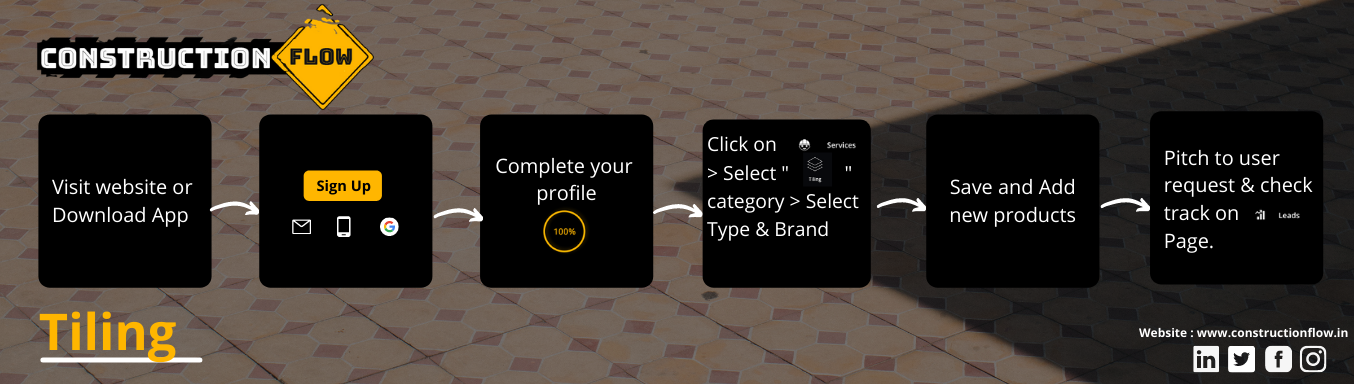 CONSTRUCTION FLOW
Visit website or
Download App
Sign Up
Complete your
profile
100%
Click on Services
> Select " Tiling "
category > Select
Type & Brand
Save and Add
new products
Pitch to user
request & check
track on Leads
Page.
Tiling
Website : www.constructionflow.in